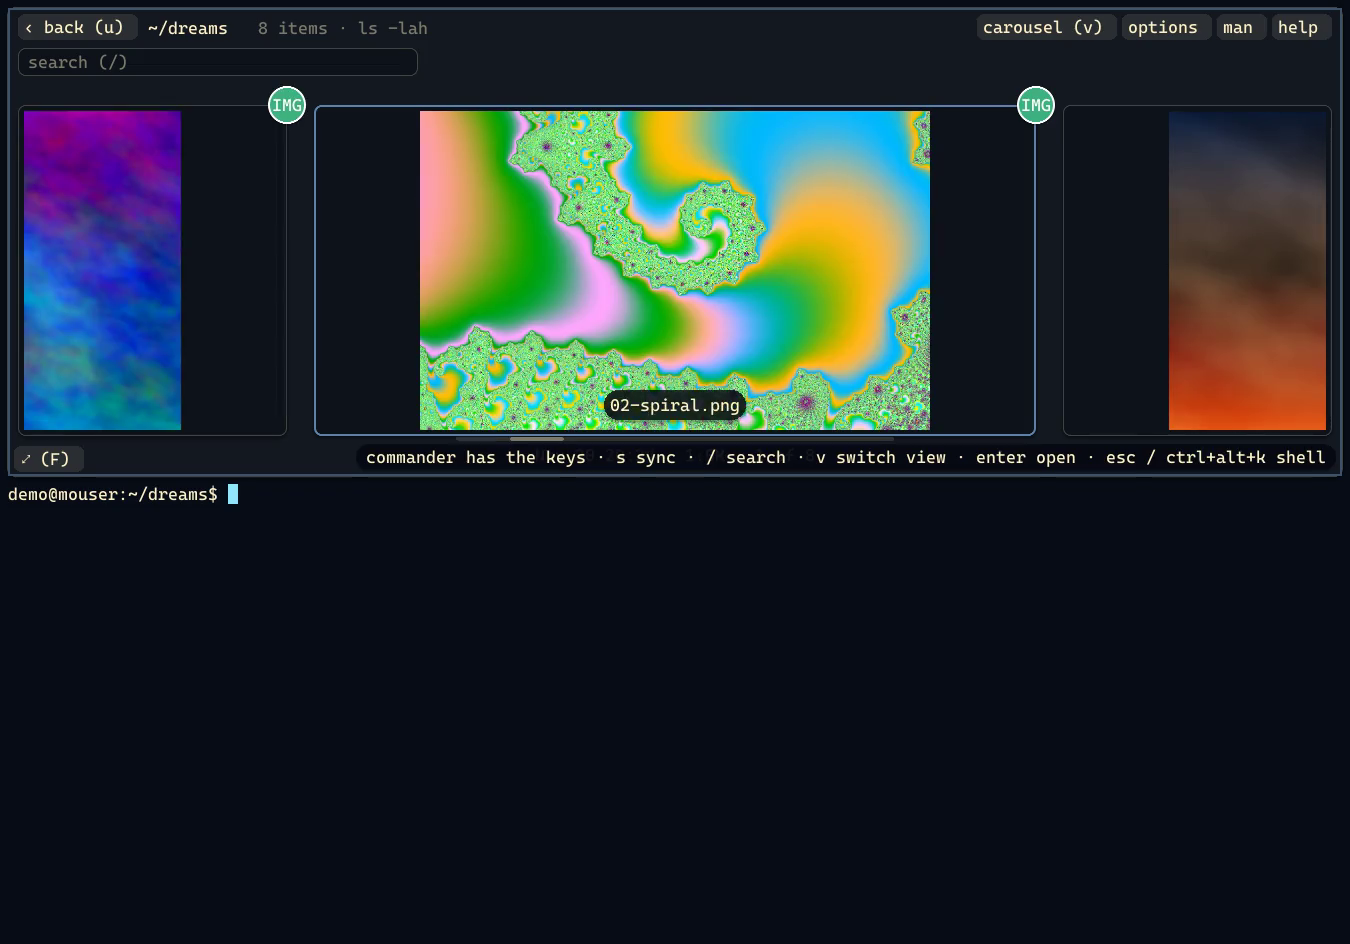 ‹ back (u) ~/dreams 8 items · ls -lah carousel (v) options man help
search (/)
IMG IMG
02-spiral.png
⤢ (F) commander has the keys · s sync · / search · v switch view · enter open · esc / ctrl+alt+k shell
demo@mouser:~/dreams$